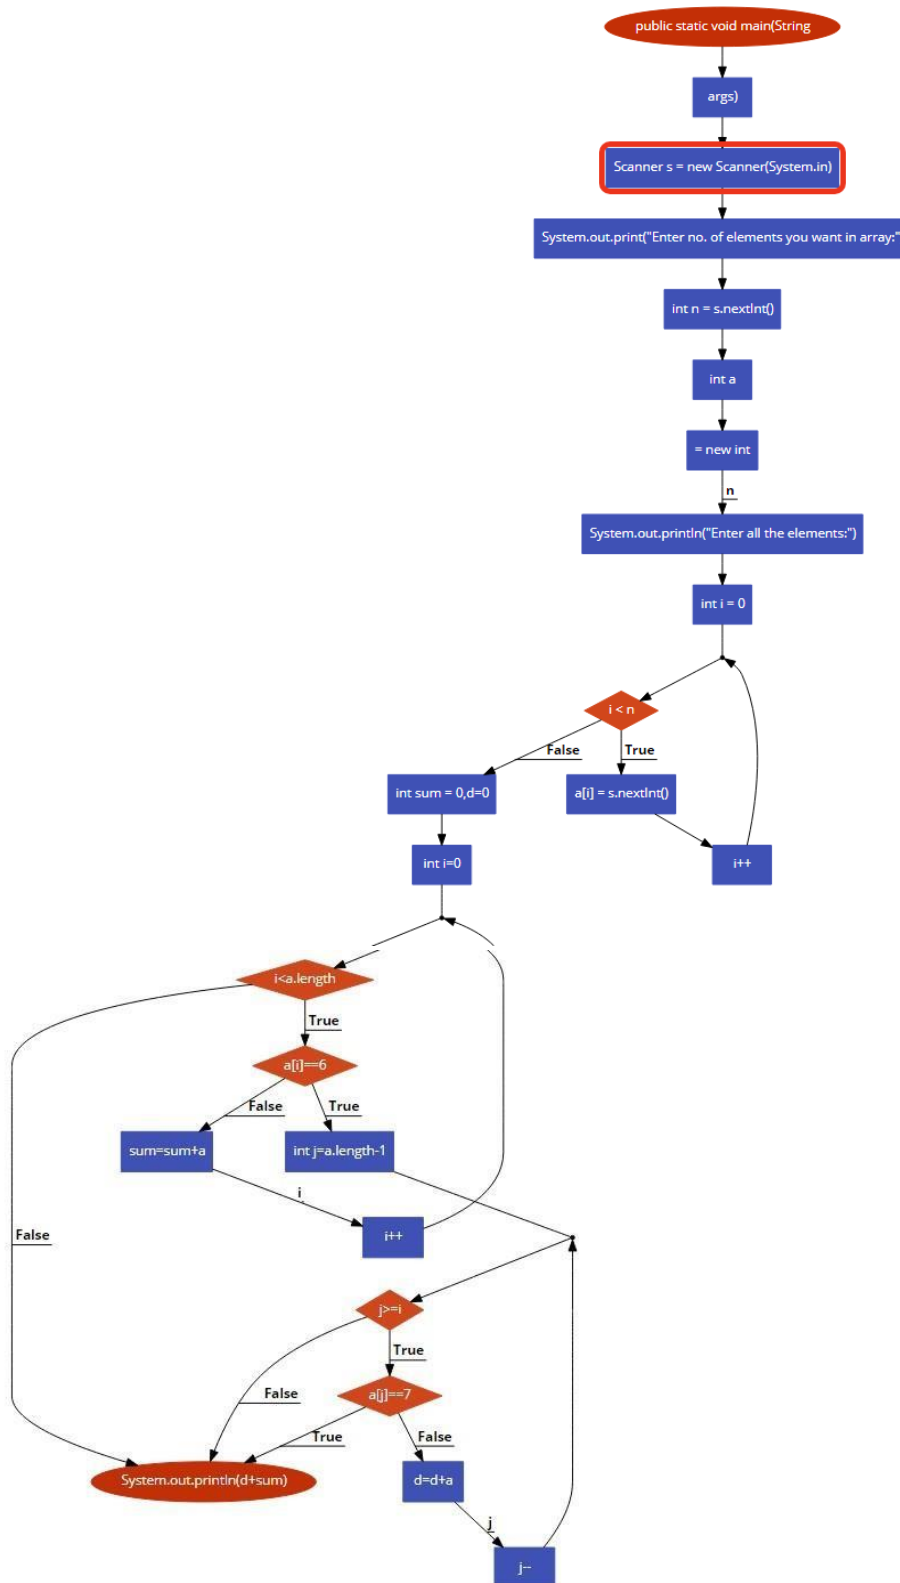 public static void main(String
args)
Scanner s = new Scanner(System.in)
System.out.print("Enter no. of elements you want in array:"
int n = s.nextInt()
int a
= new int
n
System.out.println("Enter all the elements:")
int i = 0
i < n
False
True
int sum = 0,d=0
a[i] = s.nextInt()
int i=0
i++
i<a.length
True
a[i]==6
False
True
sum=sum+a
int j=a.length-1
i
i++
False
j>=i
True
False
a[j]==7
True
False
System.out.println(d+sum)
d=d+a
j
j--